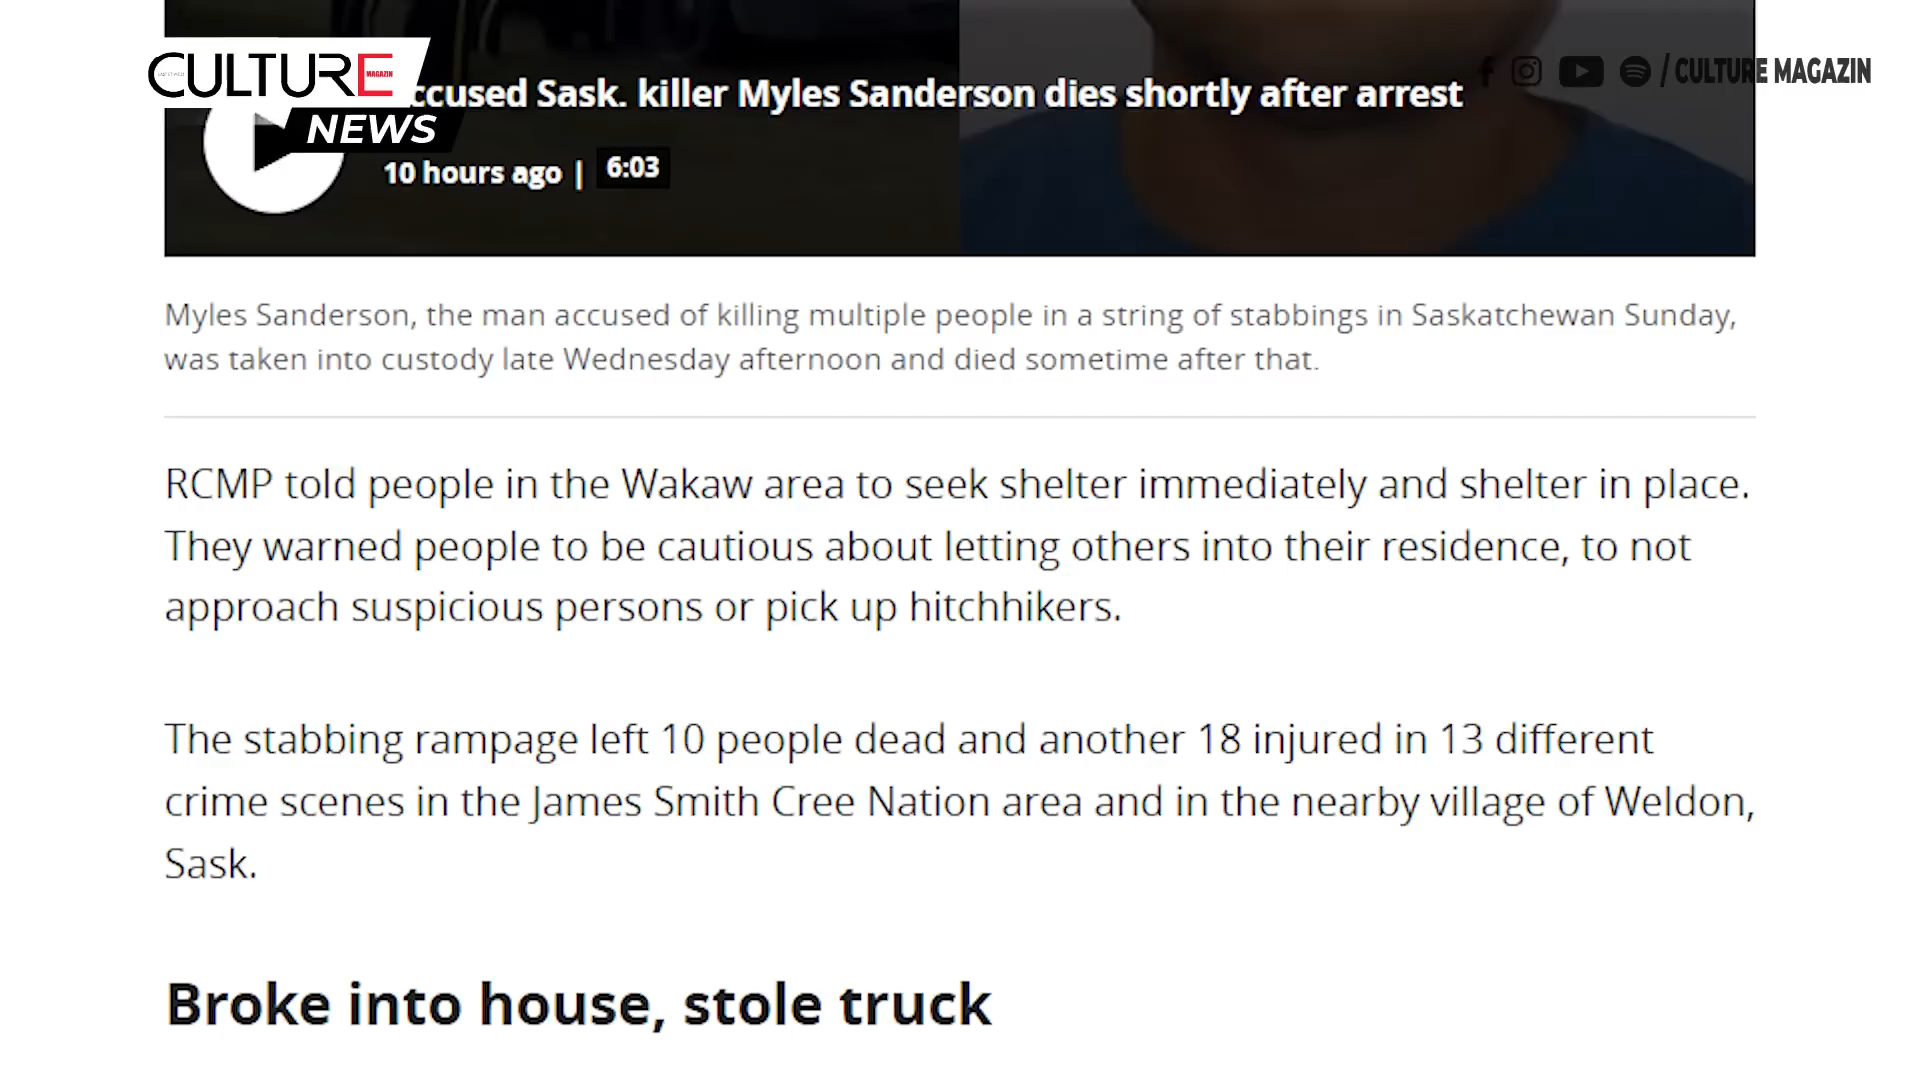 CULTURE
MAGAZIN
NEWS
/ CULTURE MAGAZIN
ccused Sask. killer Myles Sanderson dies shortly after arrest
10 hours ago | 6:03
Myles Sanderson, the man accused of killing multiple people in a string of stabbings in Saskatchewan Sunday,
was taken into custody late Wednesday afternoon and died sometime after that.
RCMP told people in the Wakaw area to seek shelter immediately and shelter in place.
They warned people to be cautious about letting others into their residence, to not
approach suspicious persons or pick up hitchhikers.
The stabbing rampage left 10 people dead and another 18 injured in 13 different
crime scenes in the James Smith Cree Nation area and in the nearby village of Weldon,
Sask.
Broke into house, stole truck